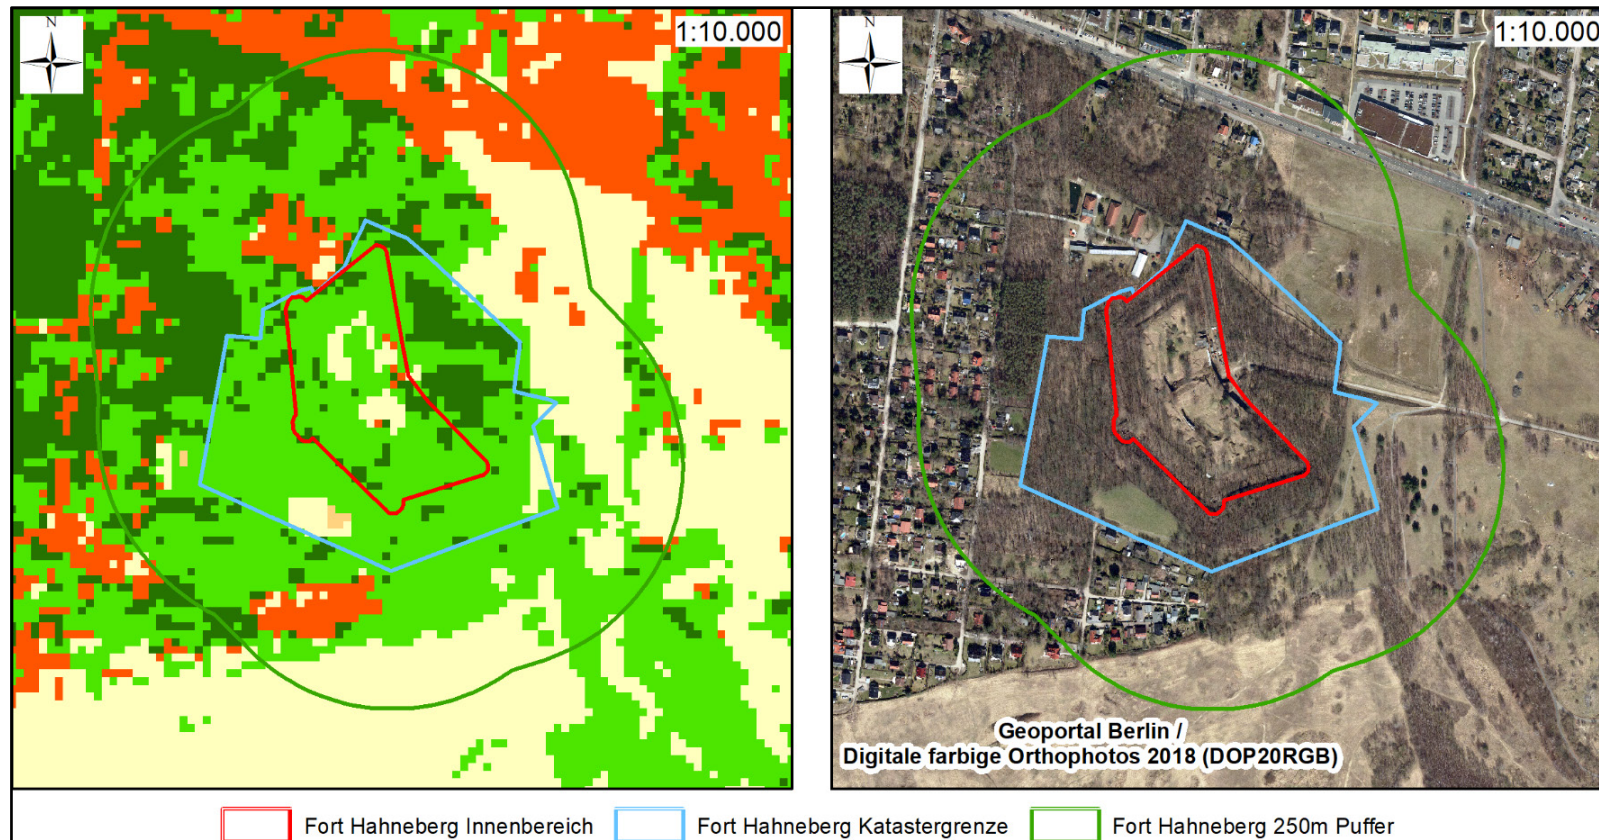 N
1:10.000
N
1:10.000
Geoportal Berlin /
Digitale farbige Orthophotos 2018 (DOP20RGB)
Fort Hahneberg Innenbereich
Fort Hahneberg Katastergrenze
Fort Hahneberg 250m Puffer